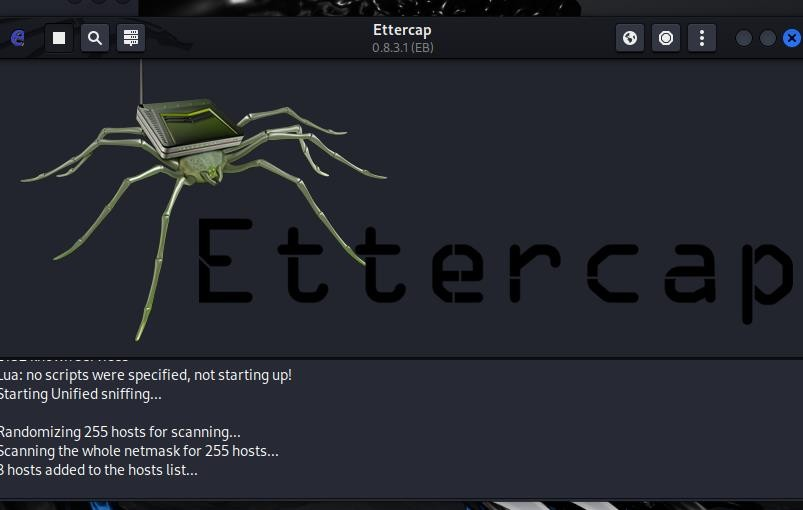 Ettercap
0.8.3.1 (EB)
Ettercap
Lua: no scripts were specified, not starting up!
Starting Unified sniffing...
Randomizing 255 hosts for scanning...
Scanning the whole netmask for 255 hosts...
3 hosts added to the hosts list...